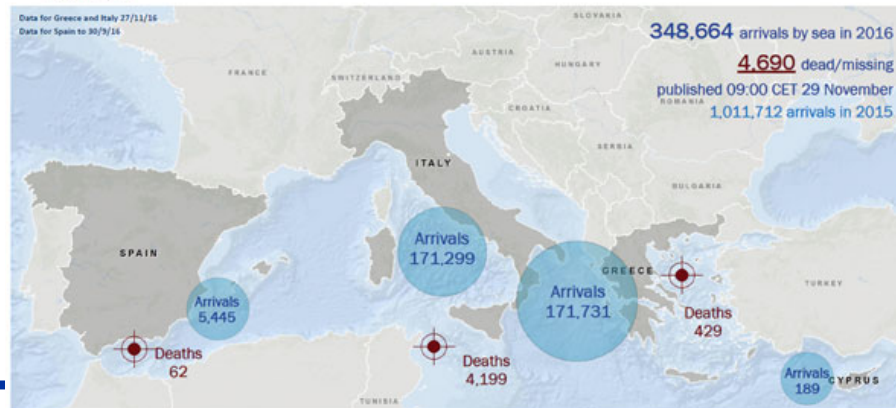 Data for Greece and Italy 27/11/16
Data for Spain to 30/9/16
348,664 arrivals by sea in 2016
4,690 dead/missing
published 09:00 CET 29 November
1,011,712 arrivals in 2015
SLOVAKIA
AUSTRIA
HUNGARY
FRANCE
SWITZERLAND
ROMANIA
CROATIA
SERBIA
ITALY
BULGARIA
SPAIN
Arrivals
171,299
GREECE
TURKEY
Arrivals
171,731
Arrivals
5,445
Deaths
429
Deaths
62
Deaths
4,199
Arrivals
189
CYPRUS
TUNISIA